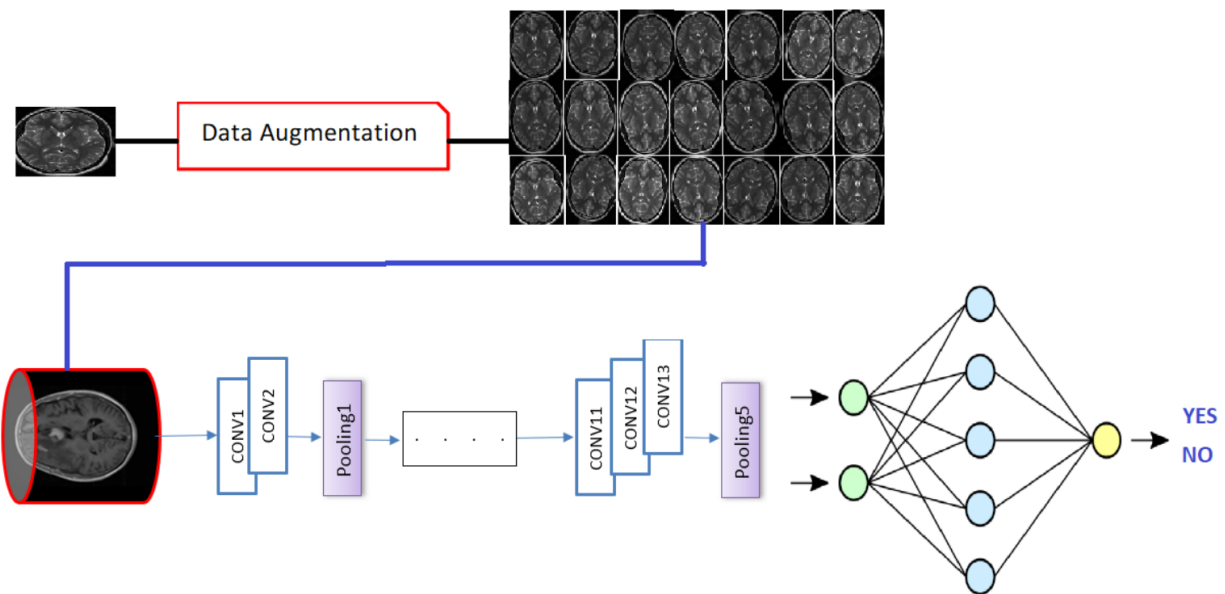 Data Augmentation
CONV1
CONV2
Pooling1
. . . .
CONV11
CONV12
CONV13
Pooling5
YES
NO